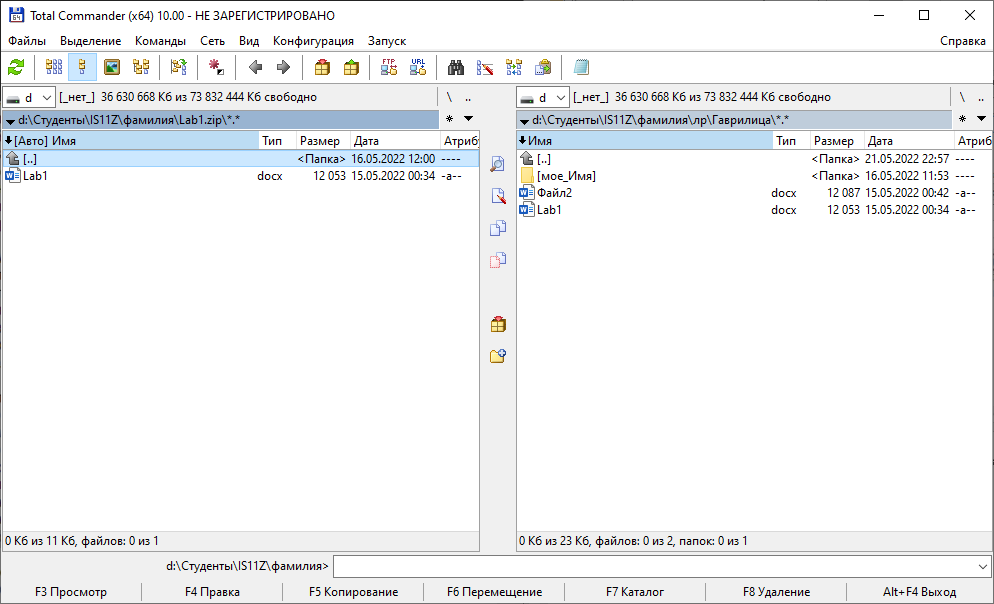 Total Commander (x64) 10.00 - НЕ ЗАРЕГИСТРИРОВАНО
Файлы Выделение Команды Сеть Вид Конфигурация Запуск Справка
FTP URL
d [_нет_] 36 630 668 Кб из 73 832 444 Кб свободно \ ..
d:\Студенты\IS11Z\фамилия\Lab1.zip\*.* * 
[Авто] Имя Тип Размер Дата Атрибу
[..] <Папка> 16.05.2022 12:00 ----
Lab1 docx 12 053 15.05.2022 00:34 -a--
0 Кб из 11 Кб, файлов: 0 из 1
d [_нет_] 36 630 668 Кб из 73 832 444 Кб свободно \ ..
d:\Студенты\IS11Z\фамилия\лр\Гаврилица\*.* *
Имя Тип Размер Дата Атриб
[..] <Папка> 21.05.2022 22:57 ----
[мое_Имя] <Папка> 16.05.2022 11:53 ----
Файл2 docx 12 087 15.05.2022 00:42 -a--
Lab1 docx 12 053 15.05.2022 00:34 -a--
0 Кб из 23 Кб, файлов: 0 из 2, папок: 0 из 1
d:\Студенты\IS11Z\фамилия>
F3 Просмотр F4 Правка F5 Копирование F6 Перемещение F7 Каталог F8 Удаление Alt+F4 Выход